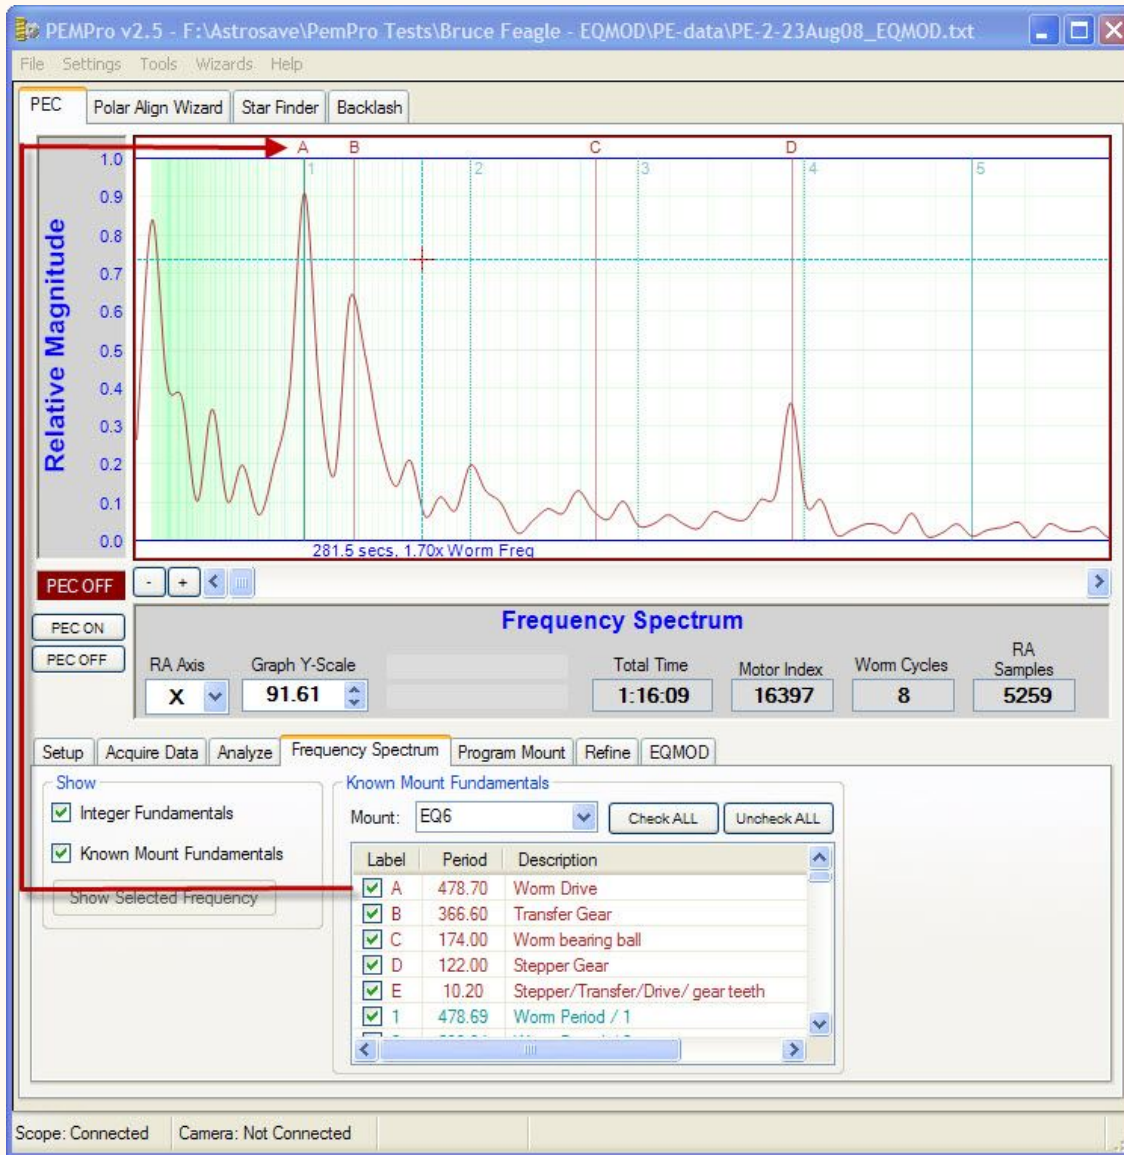 PEMPro v2.5 - F:\Astrosave\PemPro Tests\Bruce Feagle - EQMOD\PE-data\PE-2-23Aug08_EQMOD.txt
File Settings Tools Wizards Help
PEC Polar Align Wizard Star Finder Backlash
A B C D
1 2 3 4 5
Relative Magnitude
1.0
0.9
0.8
0.7
0.6
0.5
0.4
0.3
0.2
0.1
0.0
281.5 secs, 1.70x Worm Freq
PEC OFF - +
PEC ON
PEC OFF
Frequency Spectrum
RA Axis Graph Y-Scale Total Time Motor Index Worm Cycles RA Samples
X 91.61 1:16:09 16397 8 5259
Setup Acquire Data Analyze Frequency Spectrum Program Mount Refine EQMOD
Show
Integer Fundamentals
Known Mount Fundamentals
Show Selected Frequency
Known Mount Fundamentals
Mount: EQ6 Check ALL Uncheck ALL
Label Period Description
A 478.70 Worm Drive
B 366.60 Transfer Gear
C 174.00 Worm bearing ball
D 122.00 Stepper Gear
E 10.20 Stepper/Transfer/Drive/ gear teeth
1 478.69 Worm Period / 1
Scope: Connected Camera: Not Connected